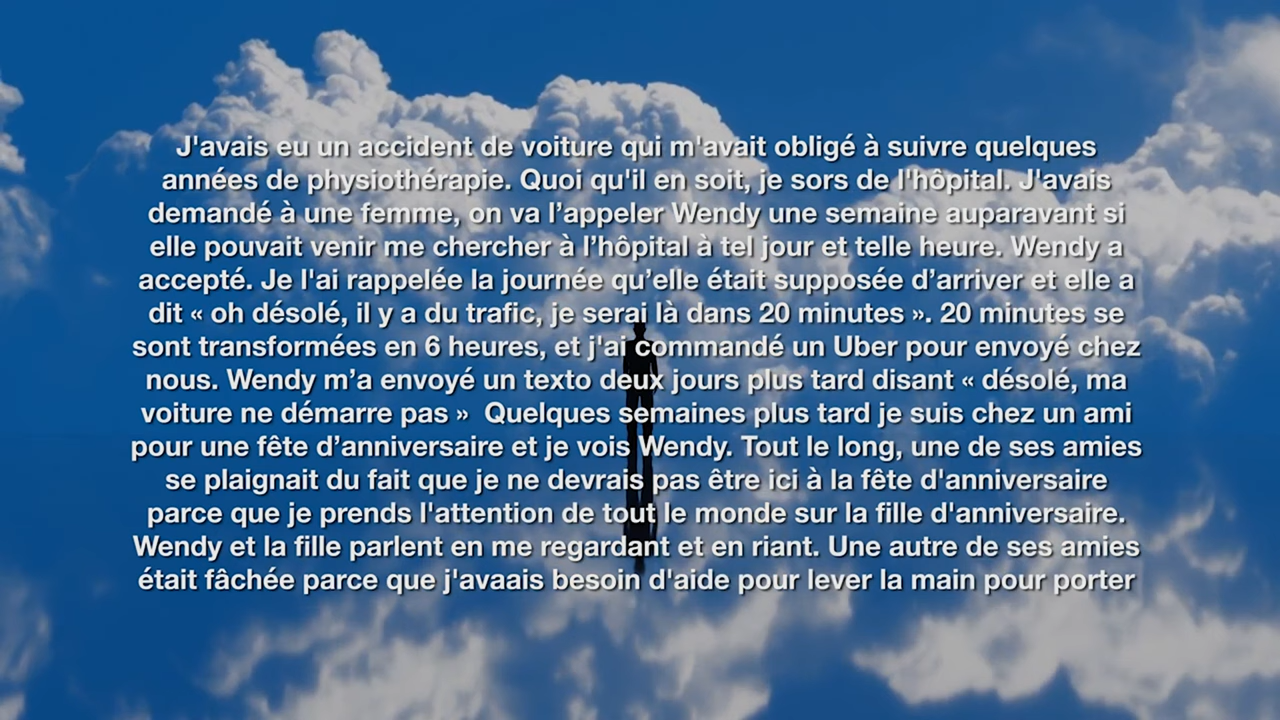 J'avais eu un accident de voiture qui m'avait obligé à suivre quelques
années de physiothérapie. Quoi qu'il en soit, je sors de l'hôpital. J'avais
demandé à une femme, on va l’appeler Wendy une semaine auparavant si
elle pouvait venir me chercher à l’hôpital à tel jour et telle heure. Wendy a
accepté. Je l'ai rappelée la journée qu’elle était supposée d’arriver et elle a
dit « oh désolé, il y a du trafic, je serai là dans 20 minutes ». 20 minutes se
sont transformées en 6 heures, et j'ai commandé un Uber pour envoyé chez
nous. Wendy m’a envoyé un texto deux jours plus tard disant « désolé, ma
voiture ne démarre pas »  Quelques semaines plus tard je suis chez un ami
pour une fête d’anniversaire et je vois Wendy. Tout le long, une de ses amies
se plaignait du fait que je ne devrais pas être ici à la fête d'anniversaire
parce que je prends l'attention de tout le monde sur la fille d'anniversaire.
Wendy et la fille parlent en me regardant et en riant. Une autre de ses amies
était fâchée parce que j'avaais besoin d'aide pour lever la main pour porter